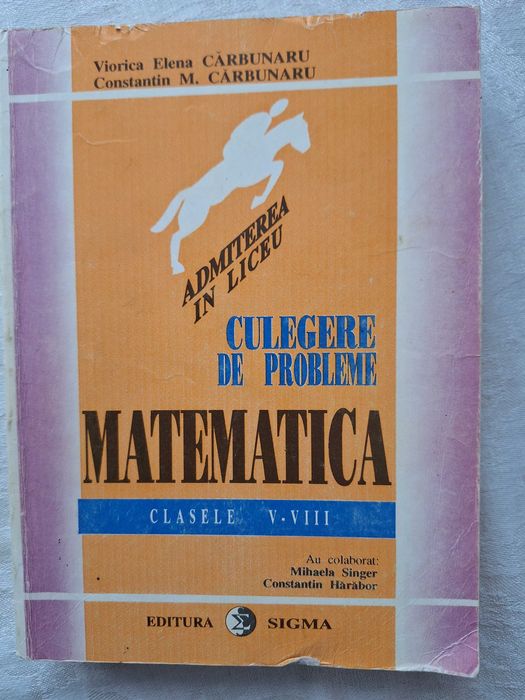 Viorica Elena CĂRBUNARU
Constantin M. CĂRBUNARU
ADMITEREA
IN LICEU
CULEGERE
DE PROBLEME
MATEMATICA
CLASELE V-VIII
Au colaborat:
Mihaela Singer
Constantin Hărăbor
EDITURA Σ SIGMA